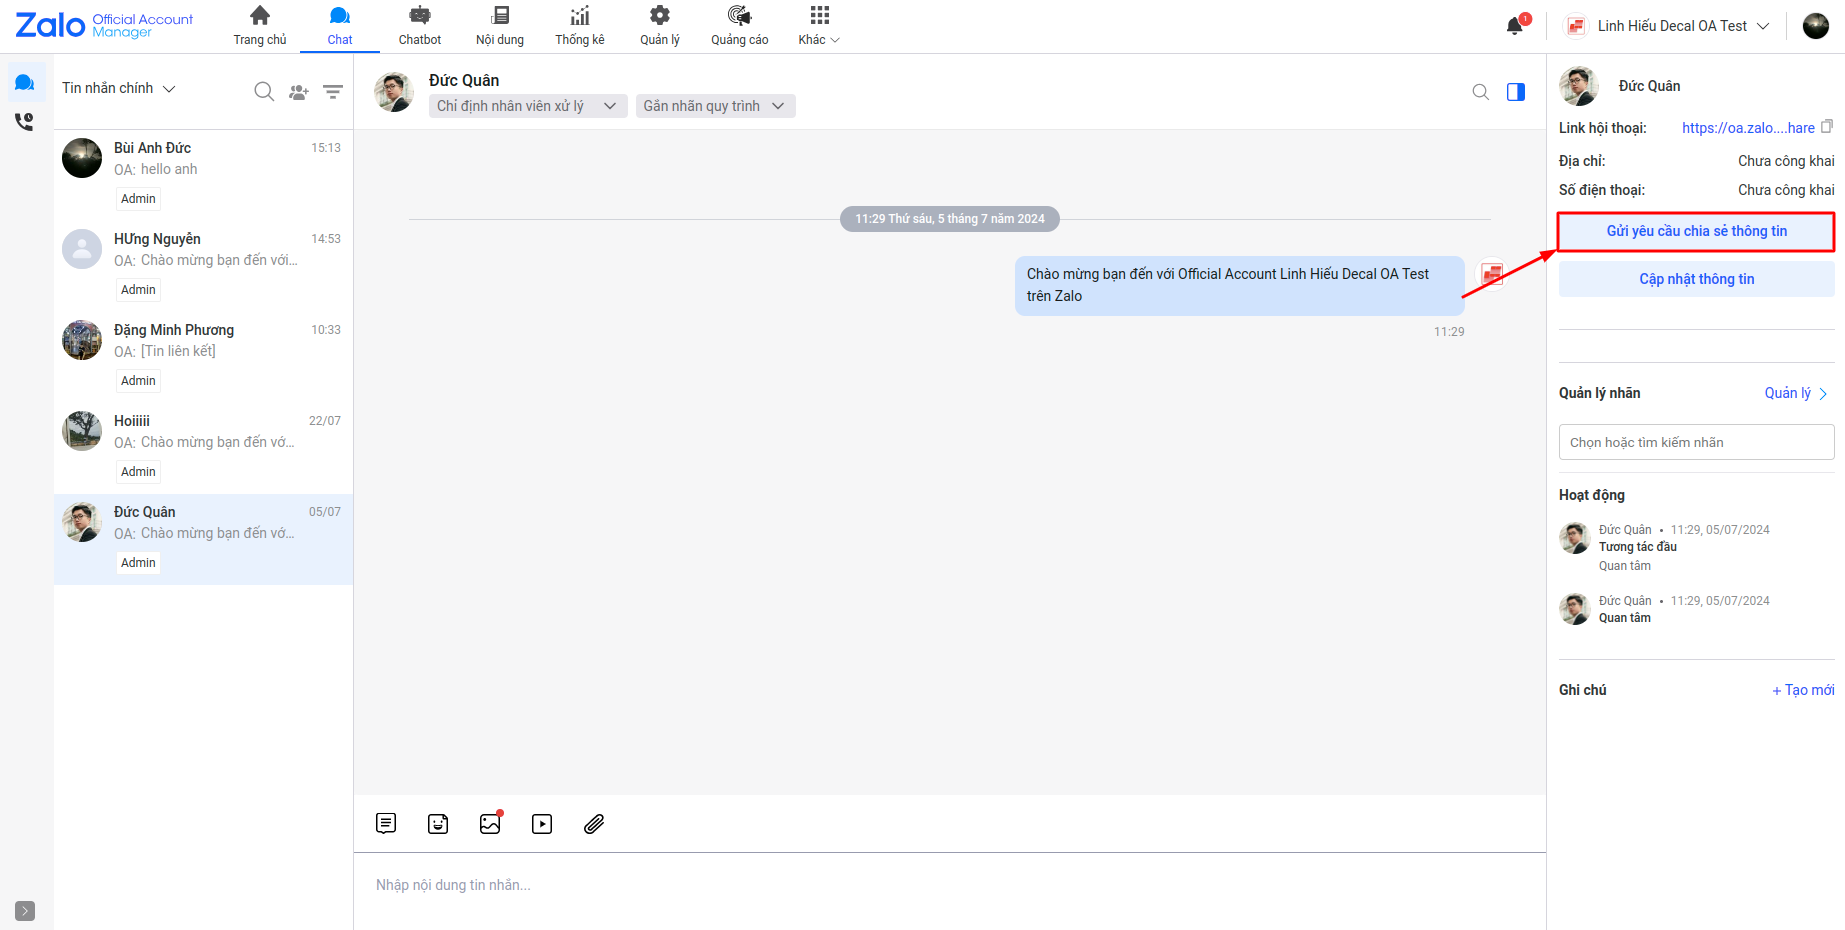 Zalo Official Account Manager
Trang chủ
Chat
Chatbot
Nội dung
Thống kê
Quản lý
Quảng cáo
Khác
1
Linh Hiếu Decal OA Test
Tin nhắn chính
Bùi Anh Đức 15:13
OA: hello anh
Admin
HƯng Nguyễn 14:53
OA: Chào mừng bạn đến với...
Admin
Đặng Minh Phương 10:33
OA: [Tin liên kết]
Admin
Hoiiiii 22/07
OA: Chào mừng bạn đến vớ...
Admin
Đức Quân 05/07
OA: Chào mừng bạn đến vớ...
Admin
Đức Quân
Chỉ định nhân viên xử lý
Gắn nhãn quy trình
11:29 Thứ sáu, 5 tháng 7 năm 2024
Chào mừng bạn đến với Official Account Linh Hiếu Decal OA Test
trên Zalo
11:29
Nhập nội dung tin nhắn...
Đức Quân
Link hội thoại: https://oa.zalo....hare
Địa chỉ: Chưa công khai
Số điện thoại: Chưa công khai
Gửi yêu cầu chia sẻ thông tin
Cập nhật thông tin
Quản lý nhãn Quản lý
Chọn hoặc tìm kiếm nhãn
Hoạt động
Đức Quân • 11:29, 05/07/2024
Tương tác đầu
Quan tâm
Đức Quân • 11:29, 05/07/2024
Quan tâm
Ghi chú + Tạo mới